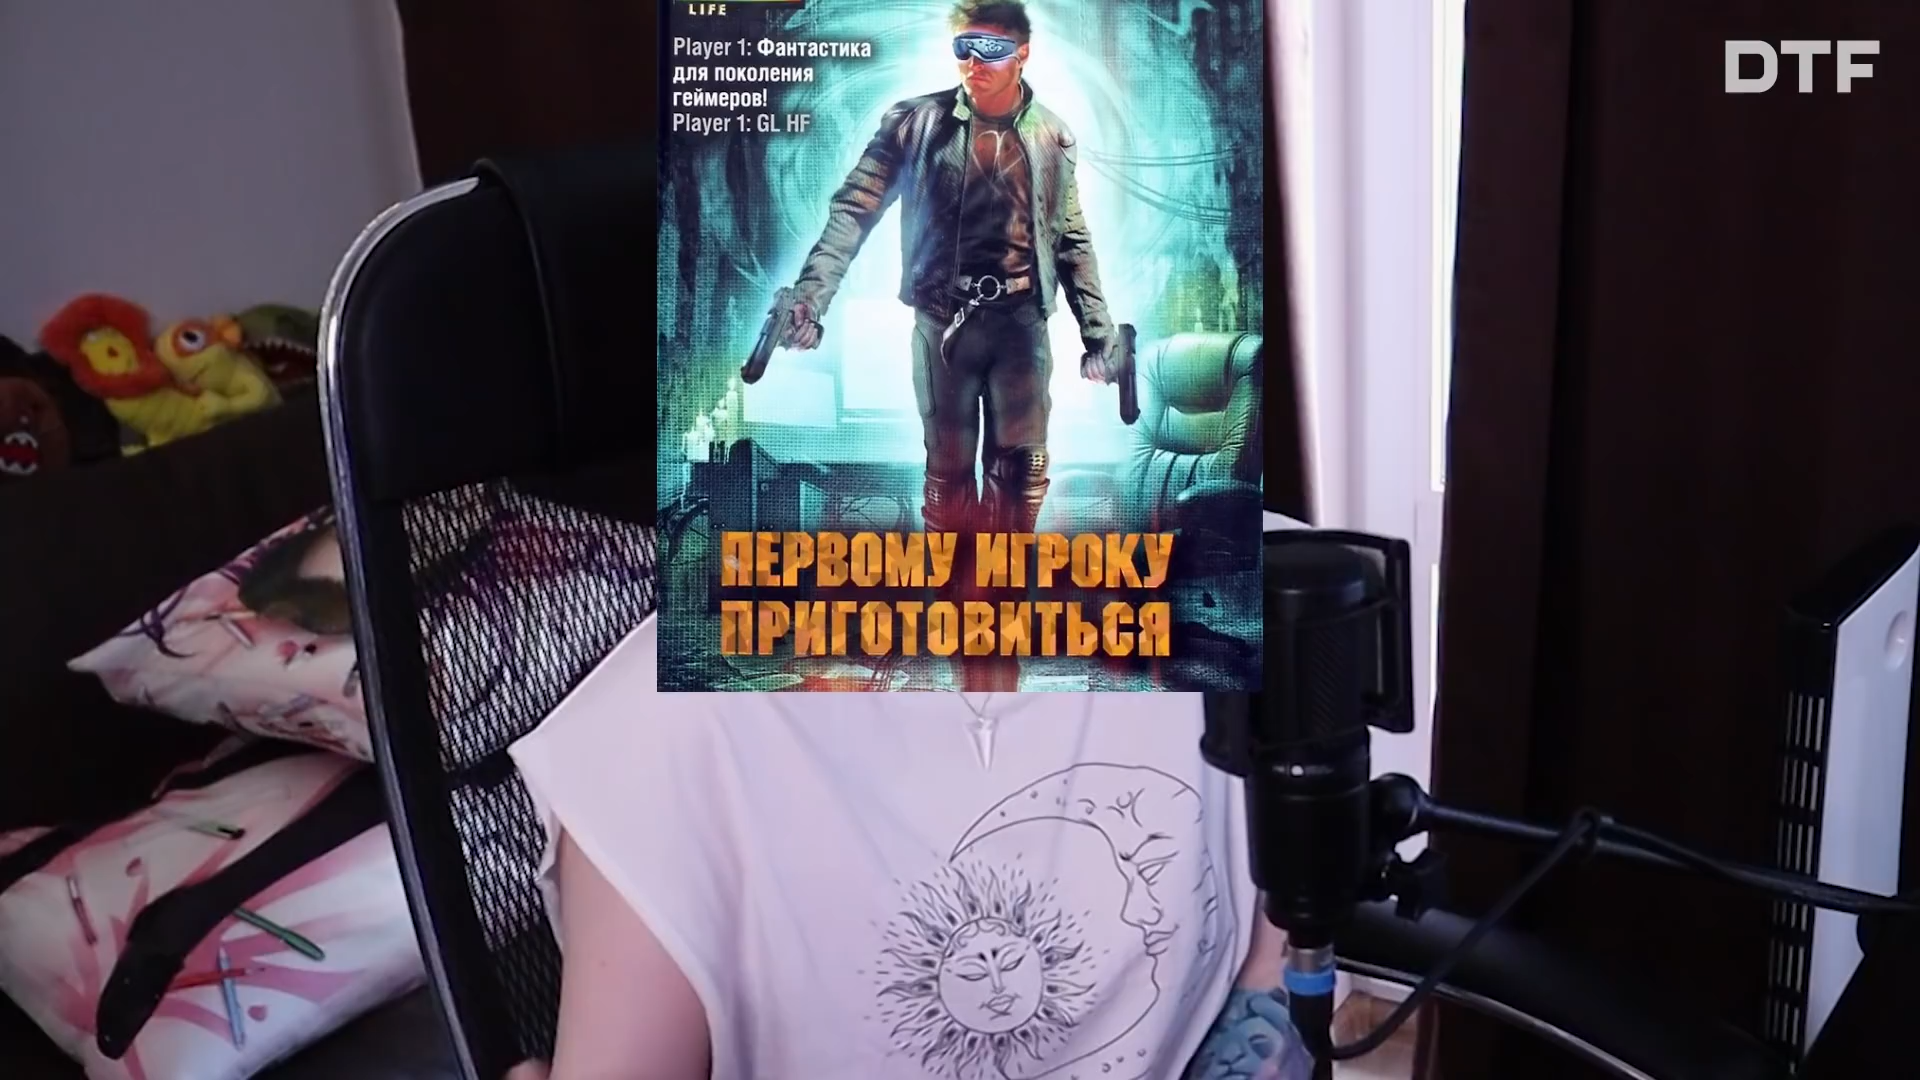 LIFE
Player 1: Фантастика
для поколения
геймеров!
Player 1: GL HF
DTF
ПЕРВОМУ ИГРОКУ
ПРИГОТОВИТЬСЯ